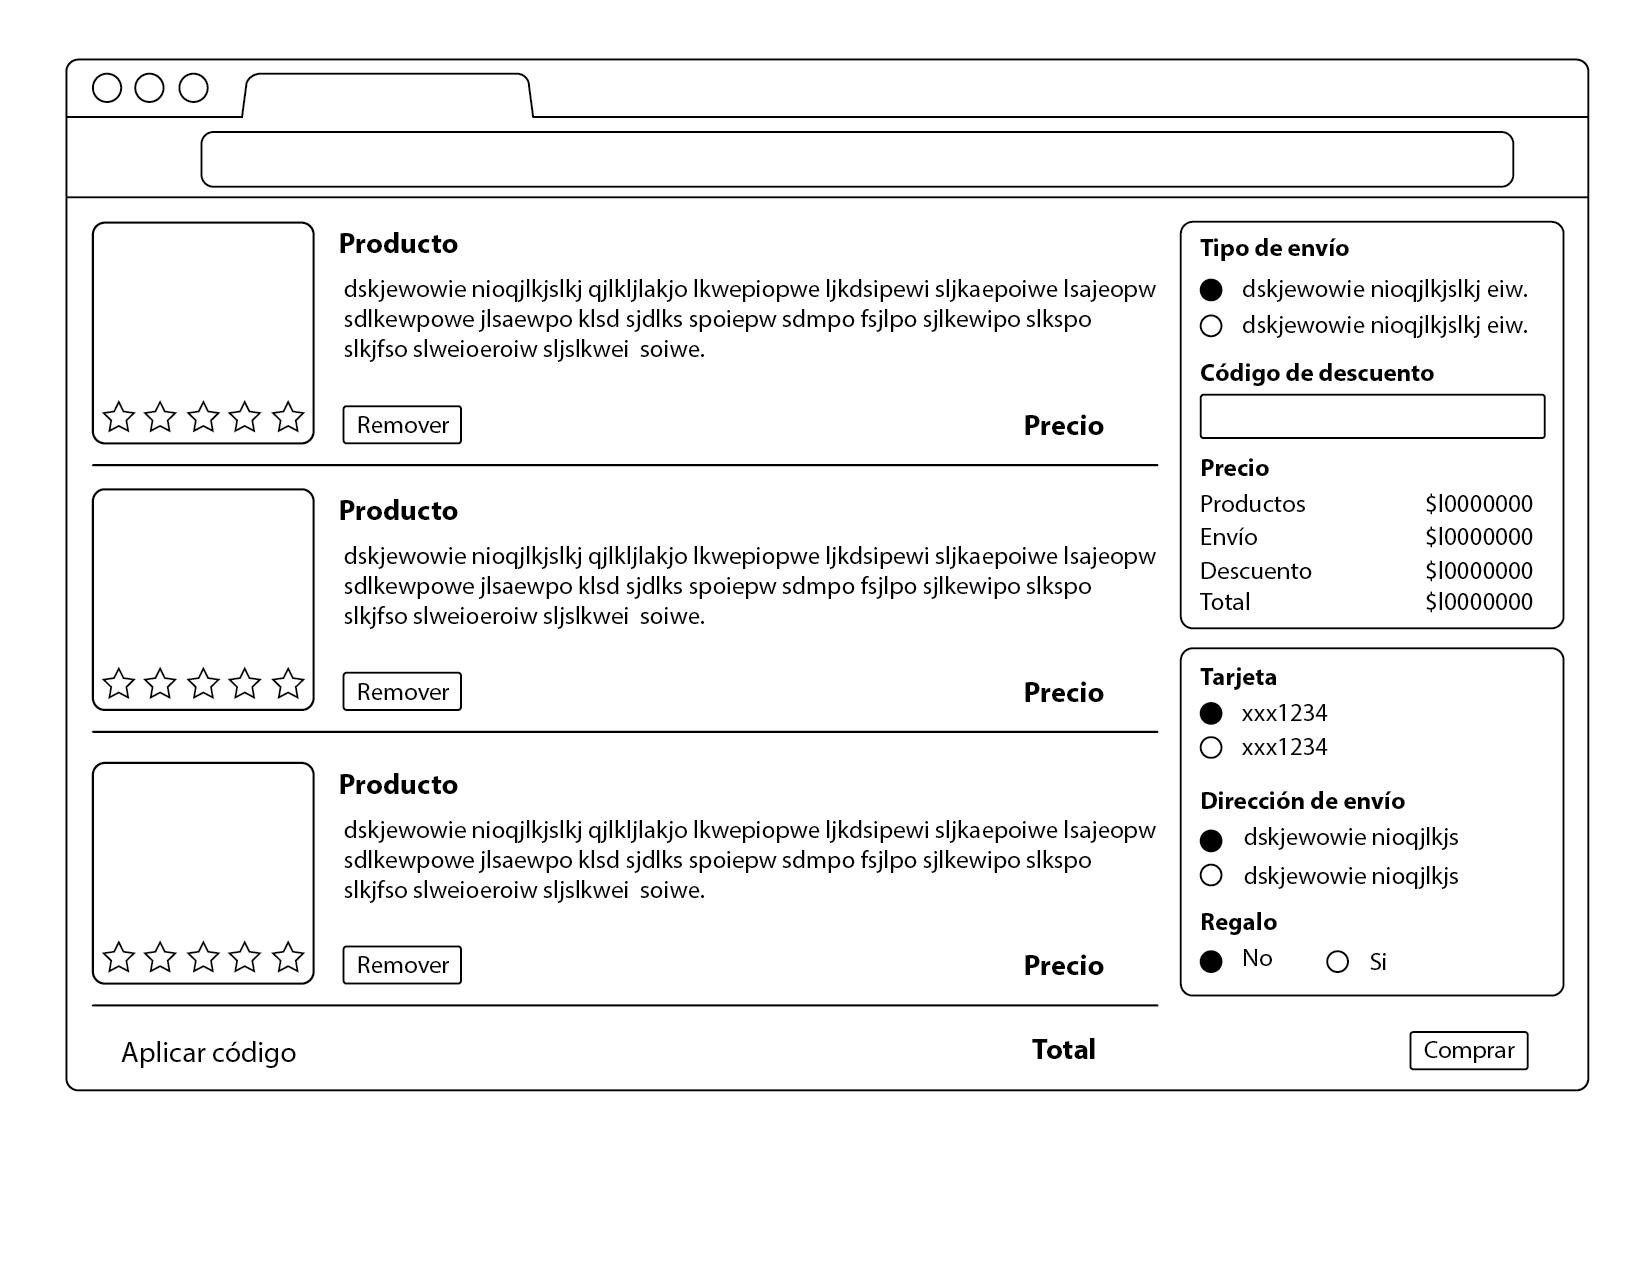 Producto
dskjewowie nioqjlkjslkj qjlkljlakjo lkwepiopwe ljkdsipewi sljkaepoiwe lsajeopw
sdlkewpowe jlsaewpo klsd sjdlks spoiepw sdmpo fsjlpo sjlkewipo slkspo
slkjfso slweioeroiw sljslkwei  soiwe.
Remover
Precio
Producto
dskjewowie nioqjlkjslkj qjlkljlakjo lkwepiopwe ljkdsipewi sljkaepoiwe lsajeopw
sdlkewpowe jlsaewpo klsd sjdlks spoiepw sdmpo fsjlpo sjlkewipo slkspo
slkjfso slweioeroiw sljslkwei  soiwe.
Remover
Precio
Producto
dskjewowie nioqjlkjslkj qjlkljlakjo lkwepiopwe ljkdsipewi sljkaepoiwe lsajeopw
sdlkewpowe jlsaewpo klsd sjdlks spoiepw sdmpo fsjlpo sjlkewipo slkspo
slkjfso slweioeroiw sljslkwei  soiwe.
Remover
Precio
Aplicar código
Total
Tipo de envío
dskjewowie nioqjlkjslkj eiw.
dskjewowie nioqjlkjslkj eiw.
Código de descuento
Precio
Productos $l0000000
Envío $l0000000
Descuento $l0000000
Total $l0000000
Tarjeta
xxx1234
xxx1234
Dirección de envío
dskjewowie nioqjlkjs
dskjewowie nioqjlkjs
Regalo
No Si
Comprar